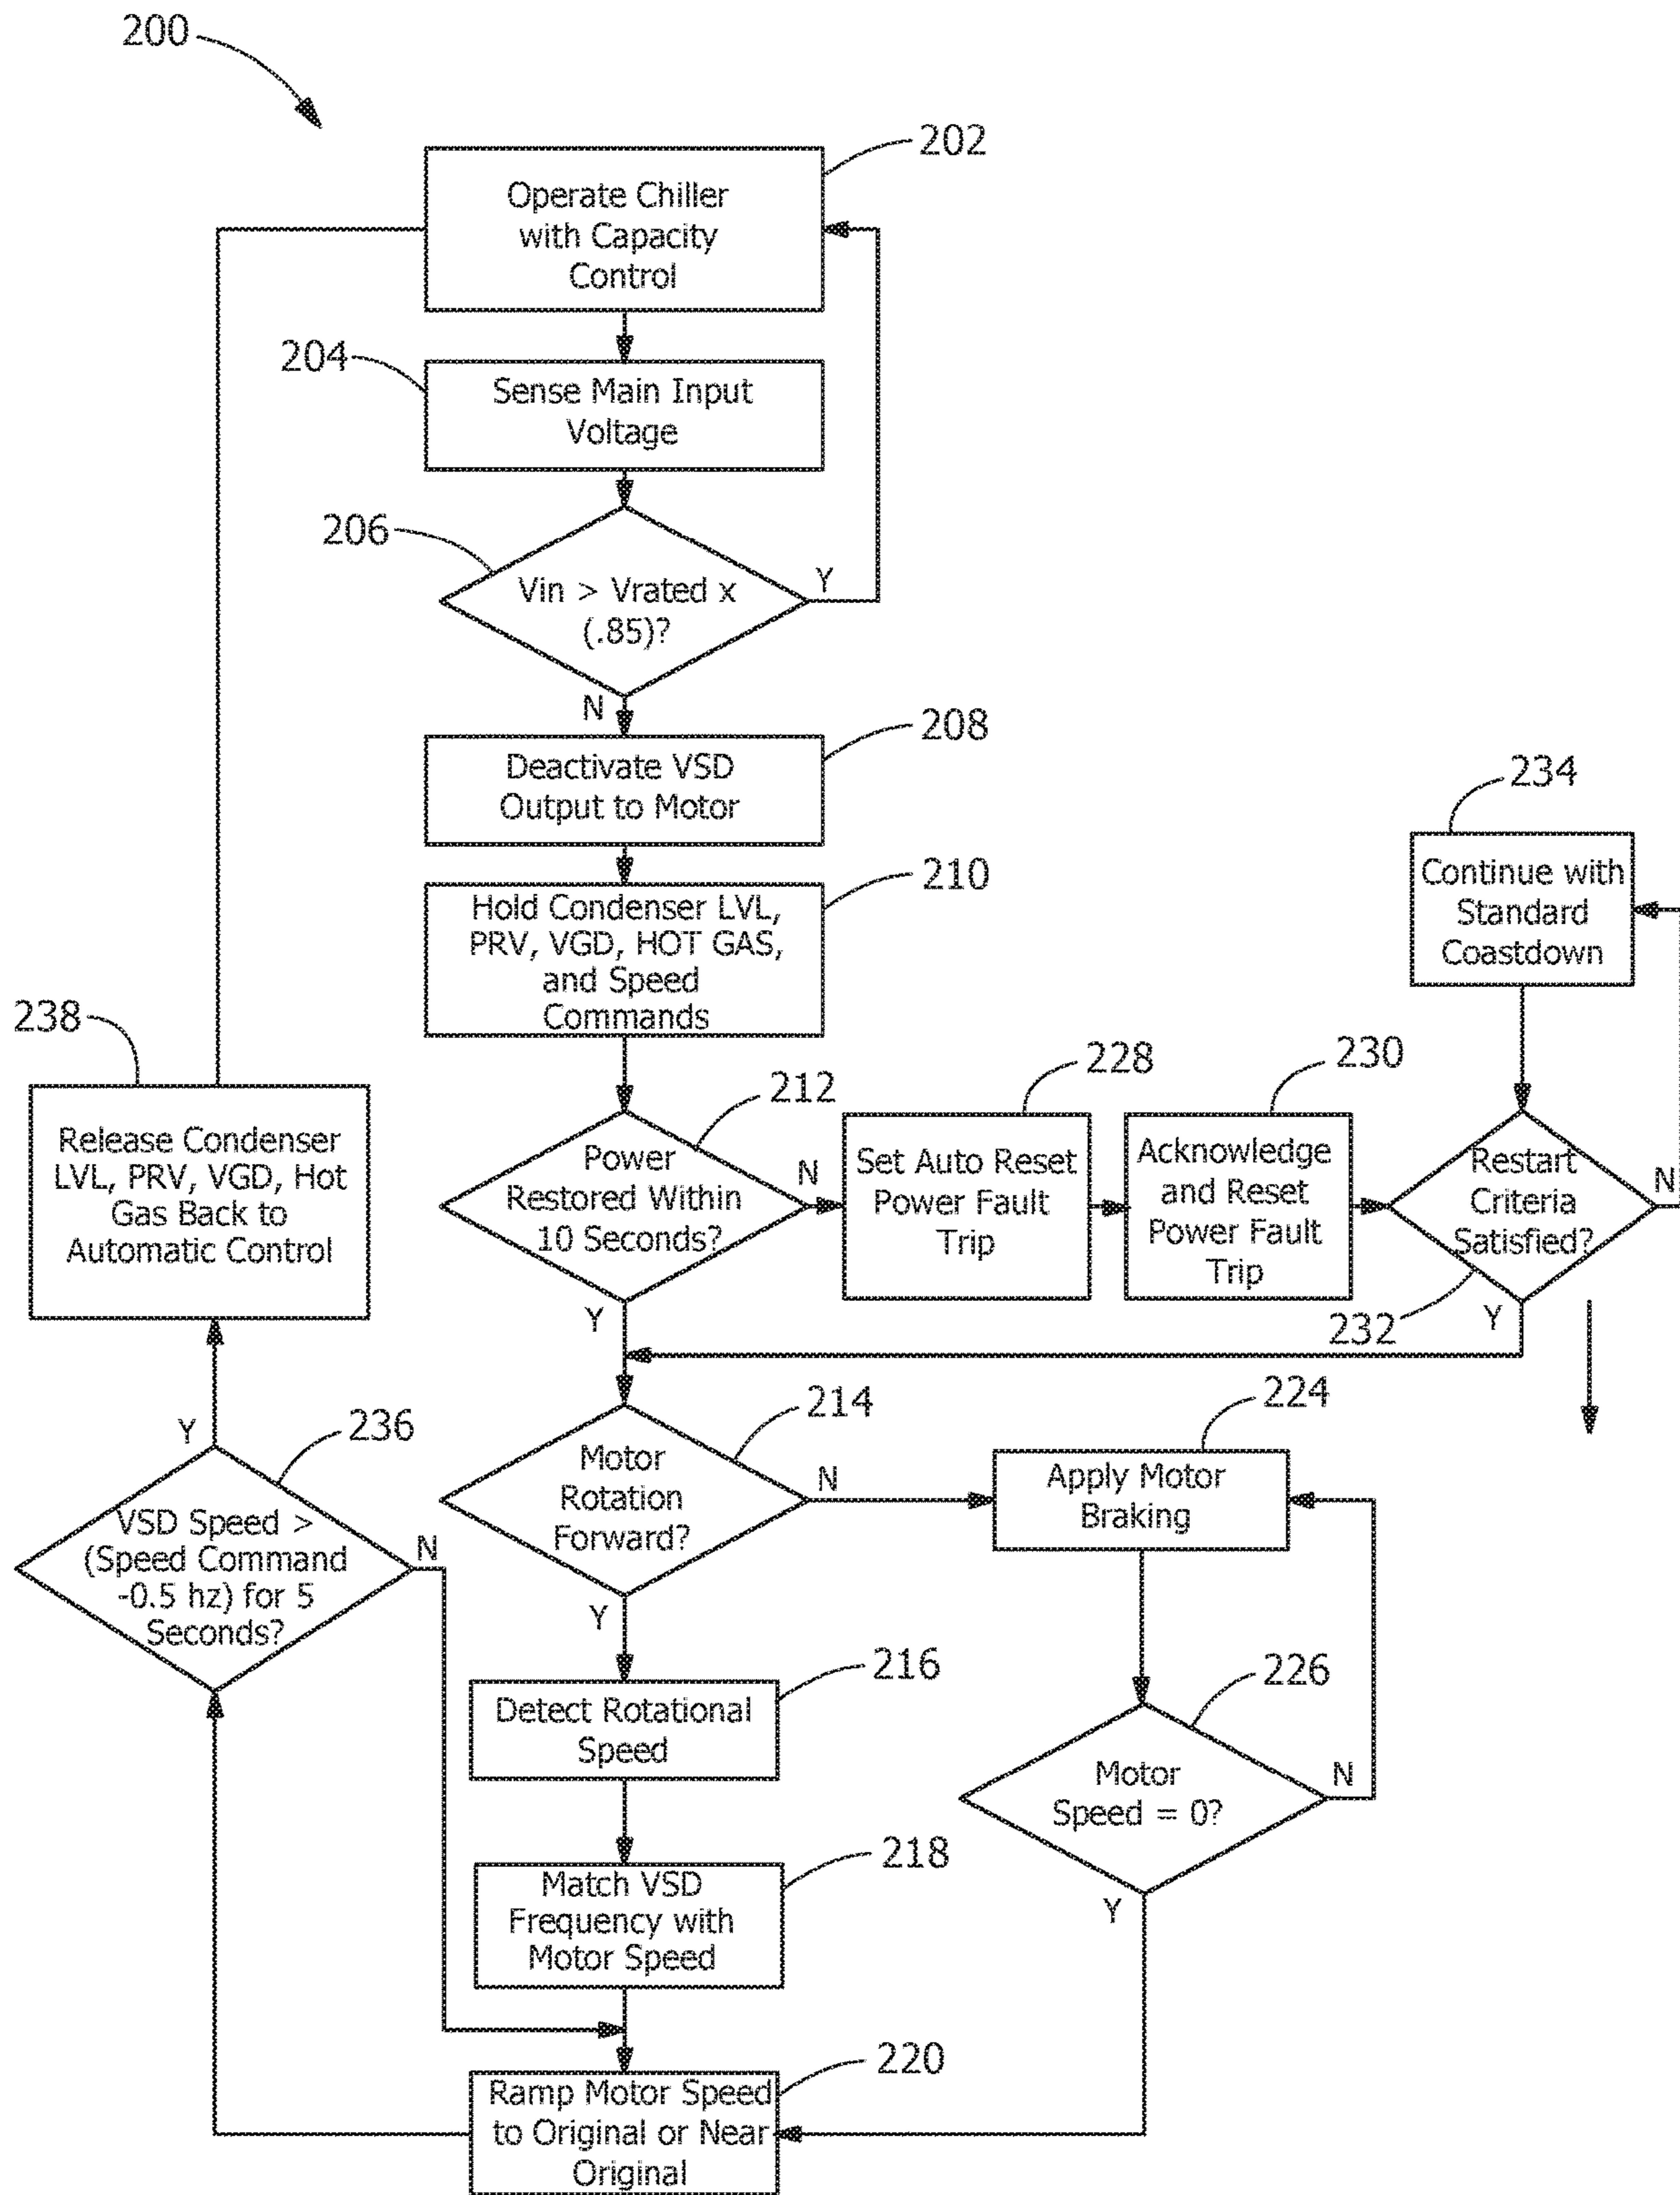 200
202
Operate Chiller
with Capacity
Control
204
Sense Main Input
Voltage
206
Vin > Vrated x
(.85)?
Y
N
208
Deactivate VSD
Output to Motor
210
Hold Condenser LVL,
PRV, VGD, HOT GAS,
and Speed
Commands
212
Power
Restored Within
10 Seconds?
N
Y
228
Set Auto Reset
Power Fault
Trip
230
Acknowledge
and Reset
Power Fault
Trip
234
Continue with
Standard
Coastdown
Restart
Criteria
Satisfied?
N
232
Y
214
Motor
Rotation
Forward?
N
Y
224
Apply Motor
Braking
226
Motor
Speed = 0?
N
Y
216
Detect Rotational
Speed
218
Match VSD
Frequency with
Motor Speed
220
Ramp Motor Speed
to Original or Near
Original
236
VSD Speed >
(Speed Command
-0.5 hz) for 5
Seconds?
N
Y
238
Release Condenser
LVL, PRV, VGD, Hot
Gas Back to
Automatic Control